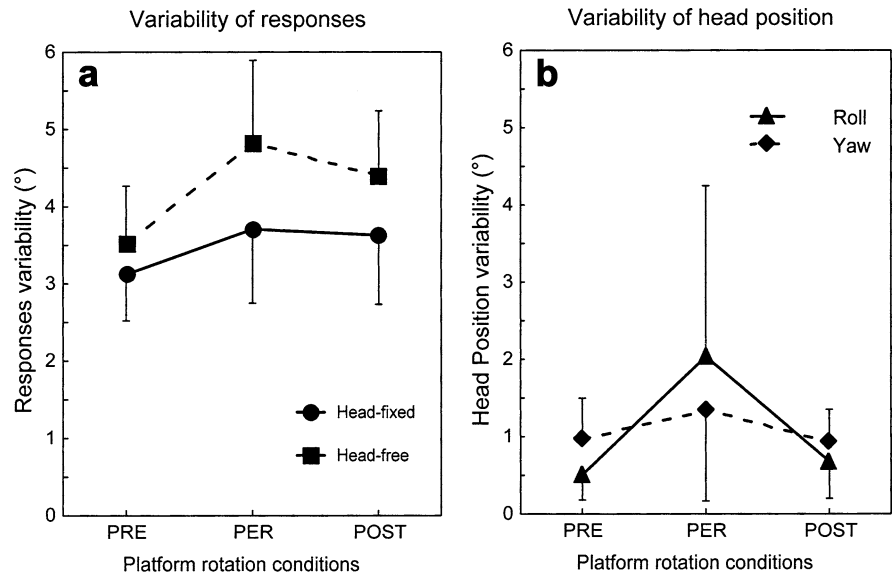 Variability of responses
a
Responses variability (°)
6
5
4
3
2
1
0
Head-fixed
Head-free
PRE PER POST
Platform rotation conditions
Variability of head position
b
Head Position variability (°)
6
5
4
3
2
1
0
Roll
Yaw
PRE PER POST
Platform rotation conditions